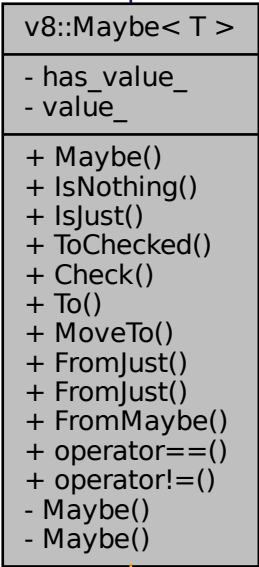 v8::Maybe< T >
- has_value_
- value_
+ Maybe()
+ IsNothing()
+ IsJust()
+ ToChecked()
+ Check()
+ To()
+ MoveTo()
+ FromJust()
+ FromJust()
+ FromMaybe()
+ operator==()
+ operator!=()
- Maybe()
- Maybe()